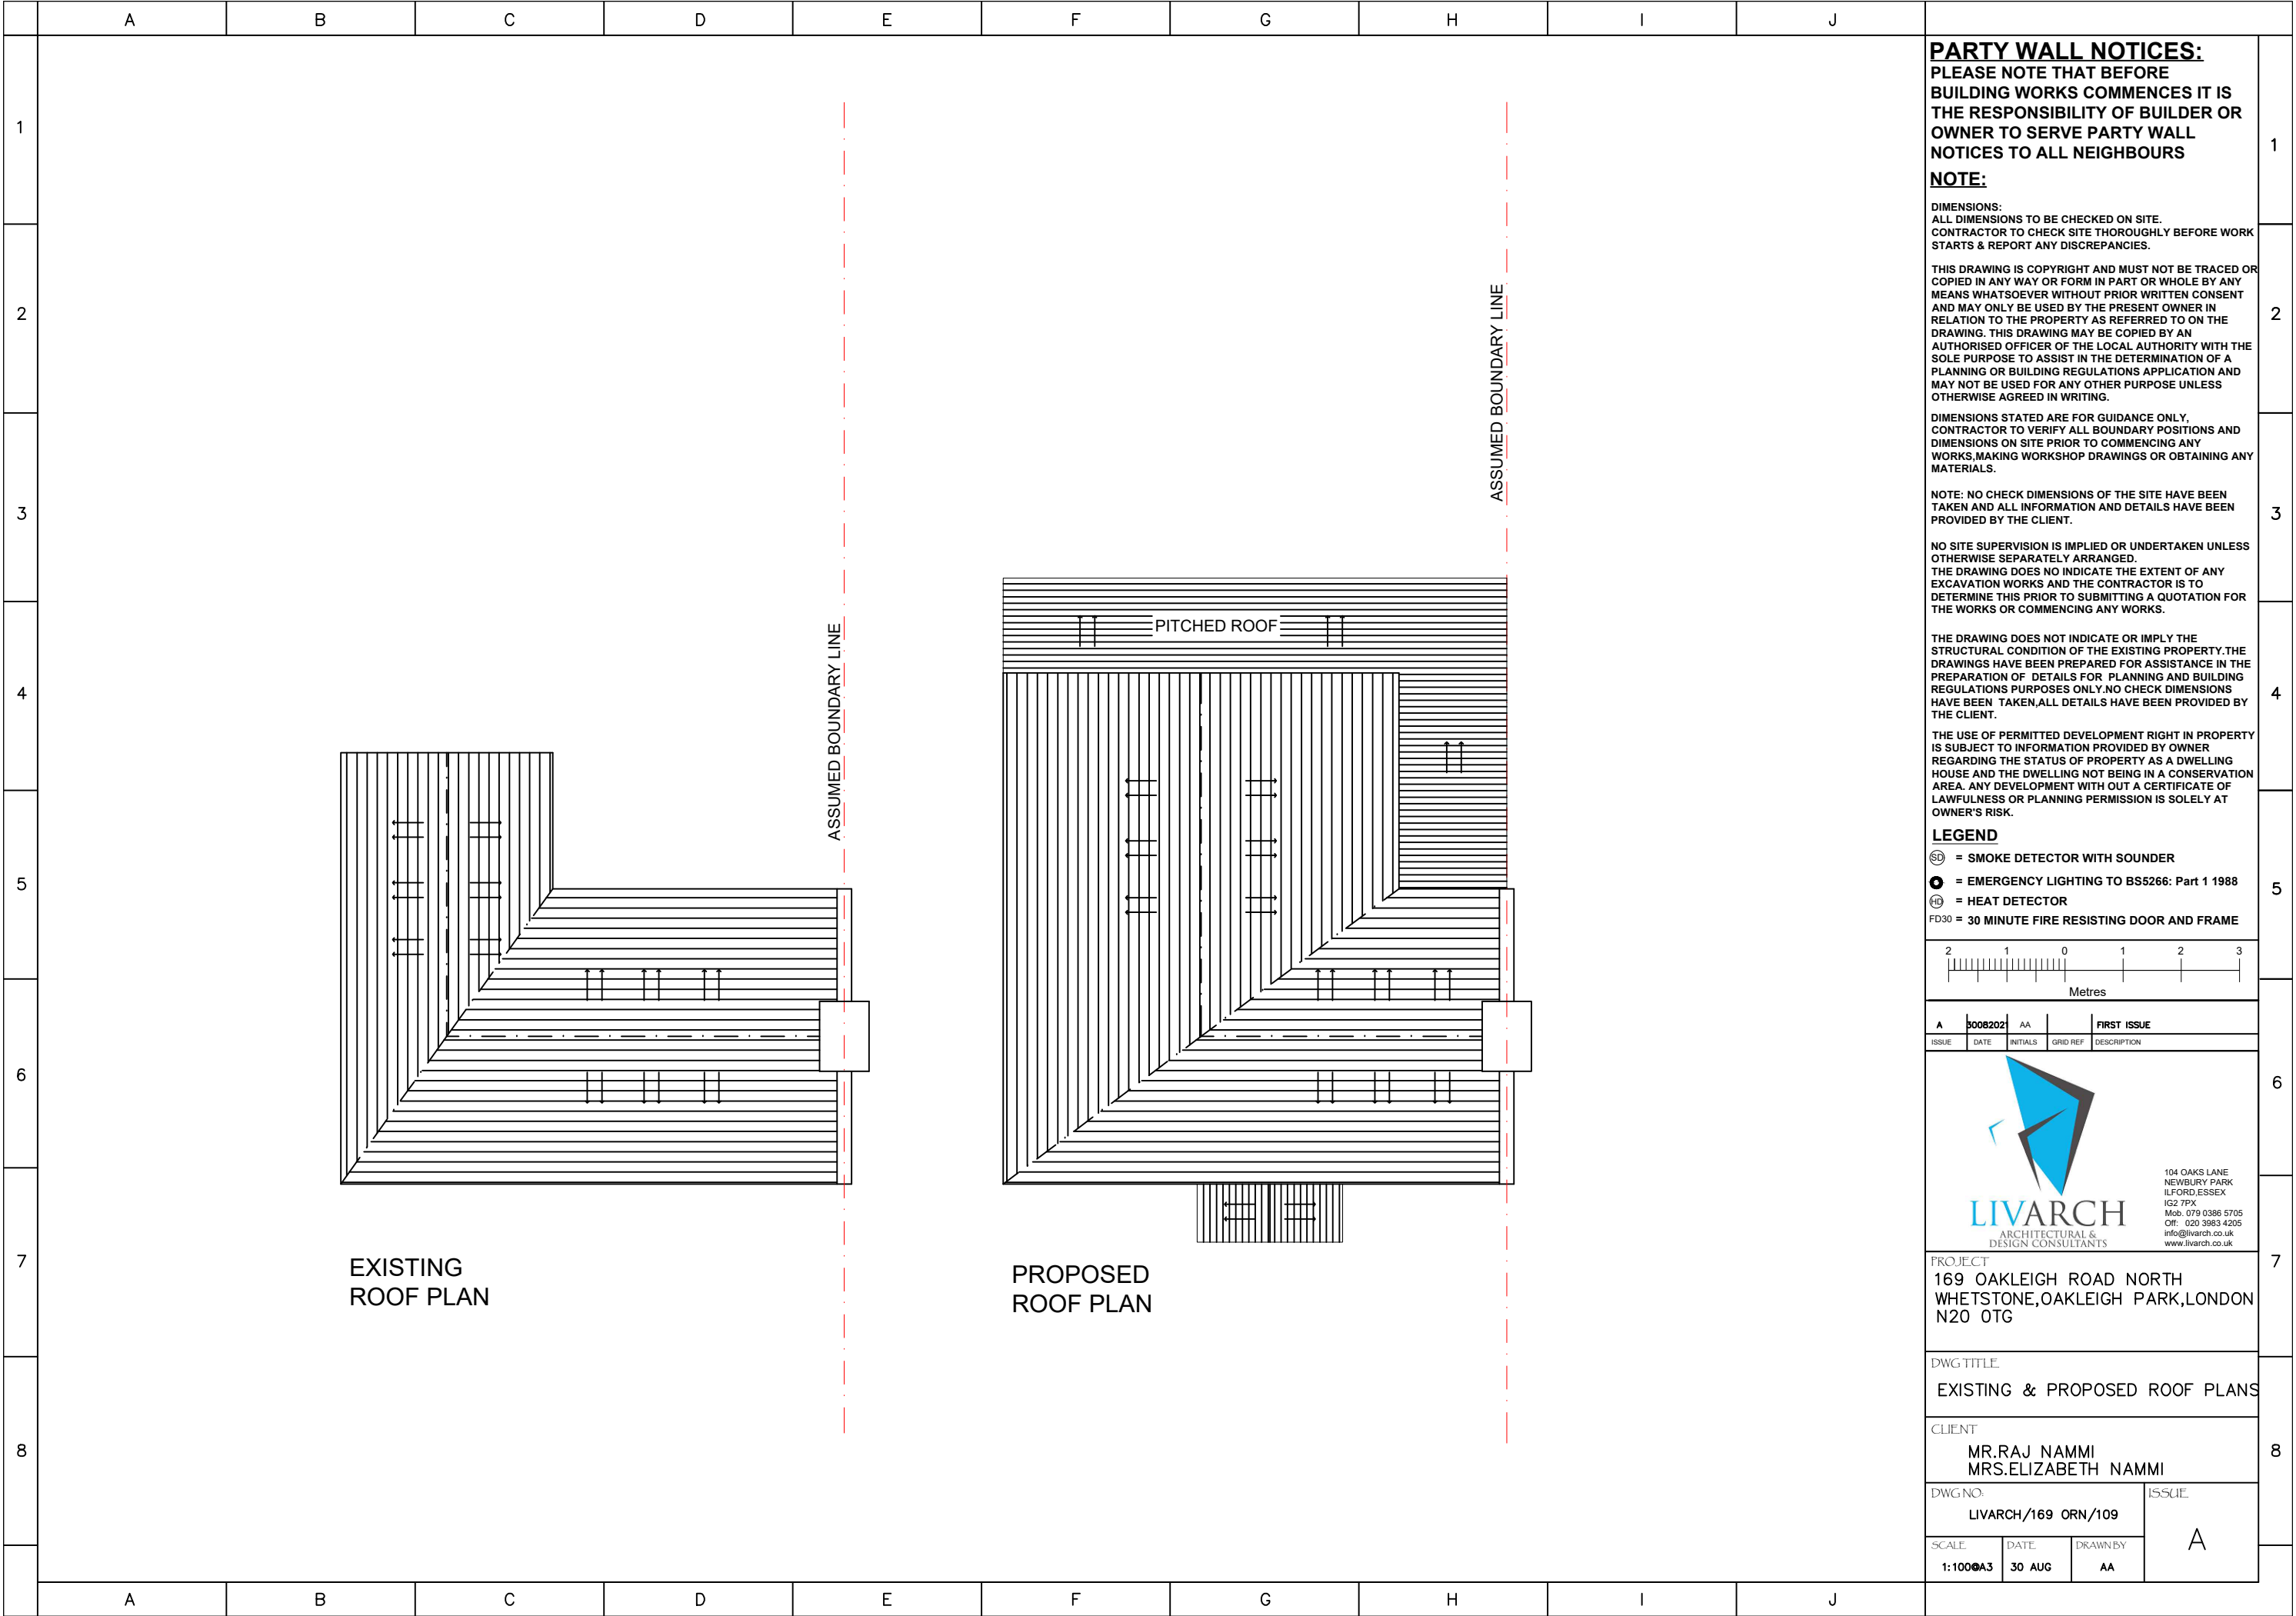 A B C D E F G H I J
1
2
3
4
5
6
7
8
ASSUMED BOUNDARY LINE
EXISTING
ROOF PLAN
ASSUMED BOUNDARY LINE
PITCHED ROOF
PROPOSED
ROOF PLAN
A B C D E F G H I J
PARTY WALL NOTICES:
PLEASE NOTE THAT BEFORE
BUILDING WORKS COMMENCES IT IS
THE RESPONSIBILITY OF BUILDER OR
OWNER TO SERVE PARTY WALL
NOTICES TO ALL NEIGHBOURS
NOTE:
DIMENSIONS:
ALL DIMENSIONS TO BE CHECKED ON SITE.
CONTRACTOR TO CHECK SITE THOROUGHLY BEFORE WORK
STARTS & REPORT ANY DISCREPANCIES.
THIS DRAWING IS COPYRIGHT AND MUST NOT BE TRACED OR
COPIED IN ANY WAY OR FORM IN PART OR WHOLE BY ANY
MEANS WHATSOEVER WITHOUT PRIOR WRITTEN CONSENT
AND MAY ONLY BE USED BY THE PRESENT OWNER IN
RELATION TO THE PROPERTY AS REFERRED TO ON THE
DRAWING. THIS DRAWING MAY BE COPIED BY AN
AUTHORISED OFFICER OF THE LOCAL AUTHORITY WITH THE
SOLE PURPOSE TO ASSIST IN THE DETERMINATION OF A
PLANNING OR BUILDING REGULATIONS APPLICATION AND
MAY NOT BE USED FOR ANY OTHER PURPOSE UNLESS
OTHERWISE AGREED IN WRITING.
DIMENSIONS STATED ARE FOR GUIDANCE ONLY,
CONTRACTOR TO VERIFY ALL BOUNDARY POSITIONS AND
DIMENSIONS ON SITE PRIOR TO COMMENCING ANY
WORKS,MAKING WORKSHOP DRAWINGS OR OBTAINING ANY
MATERIALS.
NOTE: NO CHECK DIMENSIONS OF THE SITE HAVE BEEN
TAKEN AND ALL INFORMATION AND DETAILS HAVE BEEN
PROVIDED BY THE CLIENT.
NO SITE SUPERVISION IS IMPLIED OR UNDERTAKEN UNLESS
OTHERWISE SEPARATELY ARRANGED.
THE DRAWING DOES NO INDICATE THE EXTENT OF ANY
EXCAVATION WORKS AND THE CONTRACTOR IS TO
DETERMINE THIS PRIOR TO SUBMITTING A QUOTATION FOR
THE WORKS OR COMMENCING ANY WORKS.
THE DRAWING DOES NOT INDICATE OR IMPLY THE
STRUCTURAL CONDITION OF THE EXISTING PROPERTY.THE
DRAWINGS HAVE BEEN PREPARED FOR ASSISTANCE IN THE
PREPARATION OF DETAILS FOR PLANNING AND BUILDING
REGULATIONS PURPOSES ONLY.NO CHECK DIMENSIONS
HAVE BEEN TAKEN,ALL DETAILS HAVE BEEN PROVIDED BY
THE CLIENT.
THE USE OF PERMITTED DEVELOPMENT RIGHT IN PROPERTY
IS SUBJECT TO INFORMATION PROVIDED BY OWNER
REGARDING THE STATUS OF PROPERTY AS A DWELLING
HOUSE AND THE DWELLING NOT BEING IN A CONSERVATION
AREA. ANY DEVELOPMENT WITH OUT A CERTIFICATE OF
LAWFULNESS OR PLANNING PERMISSION IS SOLELY AT
OWNER'S RISK.
LEGEND
SD = SMOKE DETECTOR WITH SOUNDER
= EMERGENCY LIGHTING TO BS5266: Part 1 1988
HD = HEAT DETECTOR
FD30 = 30 MINUTE FIRE RESISTING DOOR AND FRAME
2 1 0 1 2 3
Metres
A 30082021 AA FIRST ISSUE
ISSUE DATE INITIALS GRID REF DESCRIPTION
LIVARCH
ARCHITECTURAL &
DESIGN CONSULTANTS
104 OAKS LANE
NEWBURY PARK
ILFORD,ESSEX
IG2 7PX
Mob. 079 0386 5705
Off: 020 3983 4205
info@livarch.co.uk
www.livarch.co.uk
PROJECT
169 OAKLEIGH ROAD NORTH
WHETSTONE,OAKLEIGH PARK,LONDON
N20 0TG
DWG TITLE
EXISTING & PROPOSED ROOF PLANS
CLIENT
MR.RAJ NAMMI
MRS.ELIZABETH NAMMI
DWG NO:
LIVARCH/169 ORN/109
ISSUE
A
SCALE DATE DRAWN BY
1:100@A3 30 AUG AA
1
2
3
4
5
6
7
8